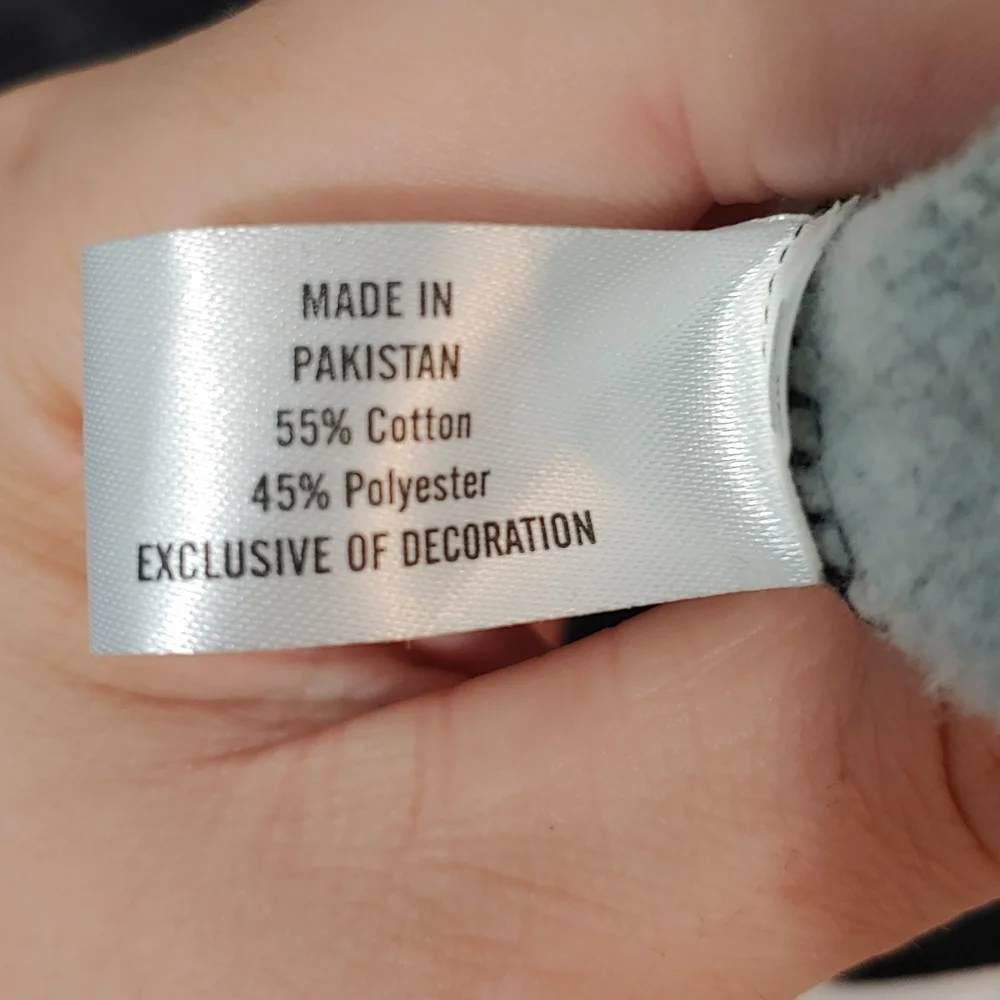 MADE IN
PAKISTAN
55% Cotton
45% Polyester
EXCLUSIVE OF DECORATION